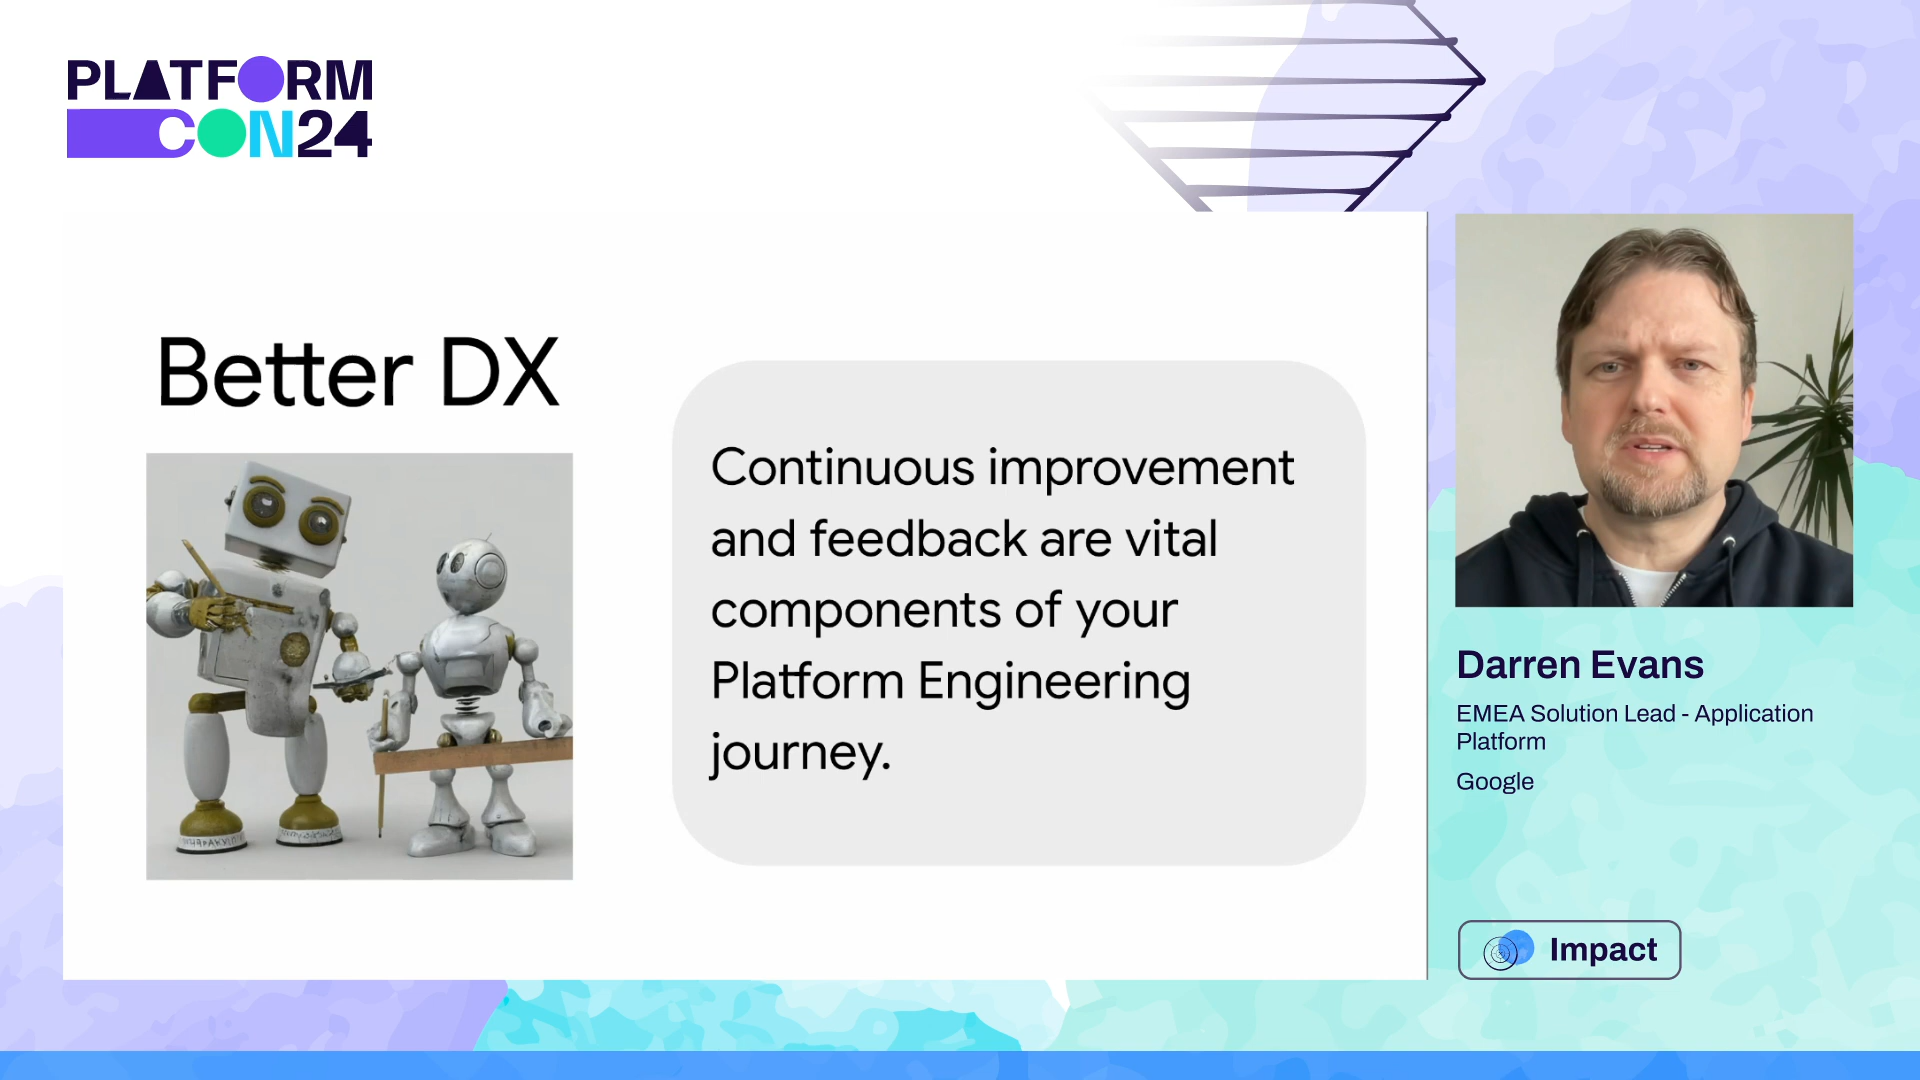 PLATFORM
CON24
Better DX
Continuous improvement
and feedback are vital
components of your
Platform Engineering
journey.
Darren Evans
EMEA Solution Lead - Application
Platform
Google
Impact